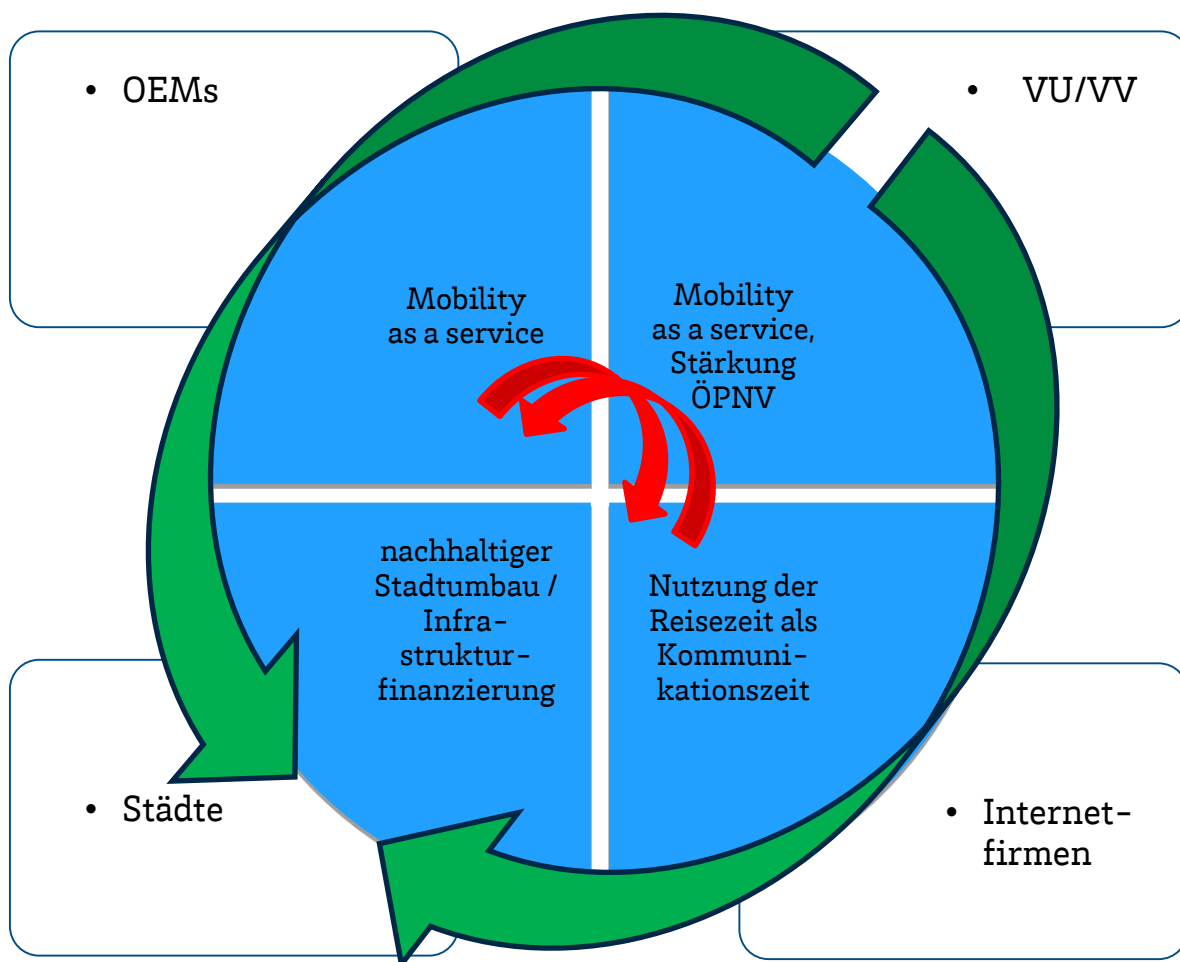 • OEMs
• VU/VV
Mobility
as a service
Mobility
as a service,
Stärkung
ÖPNV
nachhaltiger
Stadtumbau /
Infra-
struktur-
finanzierung
Nutzung der
Reisezeit als
Kommuni-
kationszeit
• Städte
• Internet-
firmen